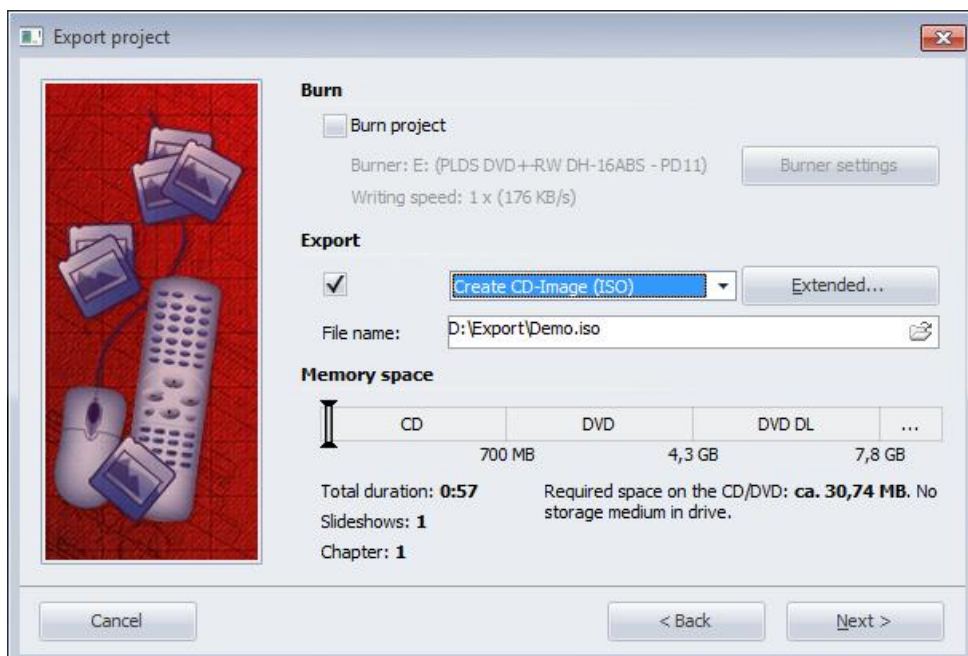 Export project
Burn
Burn project
Burner: E: (PLDS DVD+-RW DH-16ABS - PD11)
Burner settings
Writing speed: 1 x (176 KB/s)
Export
Create CD-Image (ISO)
Extended...
File name:
D:\Export\Demo.iso
Memory space
CD
DVD
DVD DL
...
700 MB
4,3 GB
7,8 GB
Total duration: 0:57
Required space on the CD/DVD: ca. 30,74 MB. No
storage medium in drive.
Slideshows: 1
Chapter: 1
Cancel
< Back
Next >